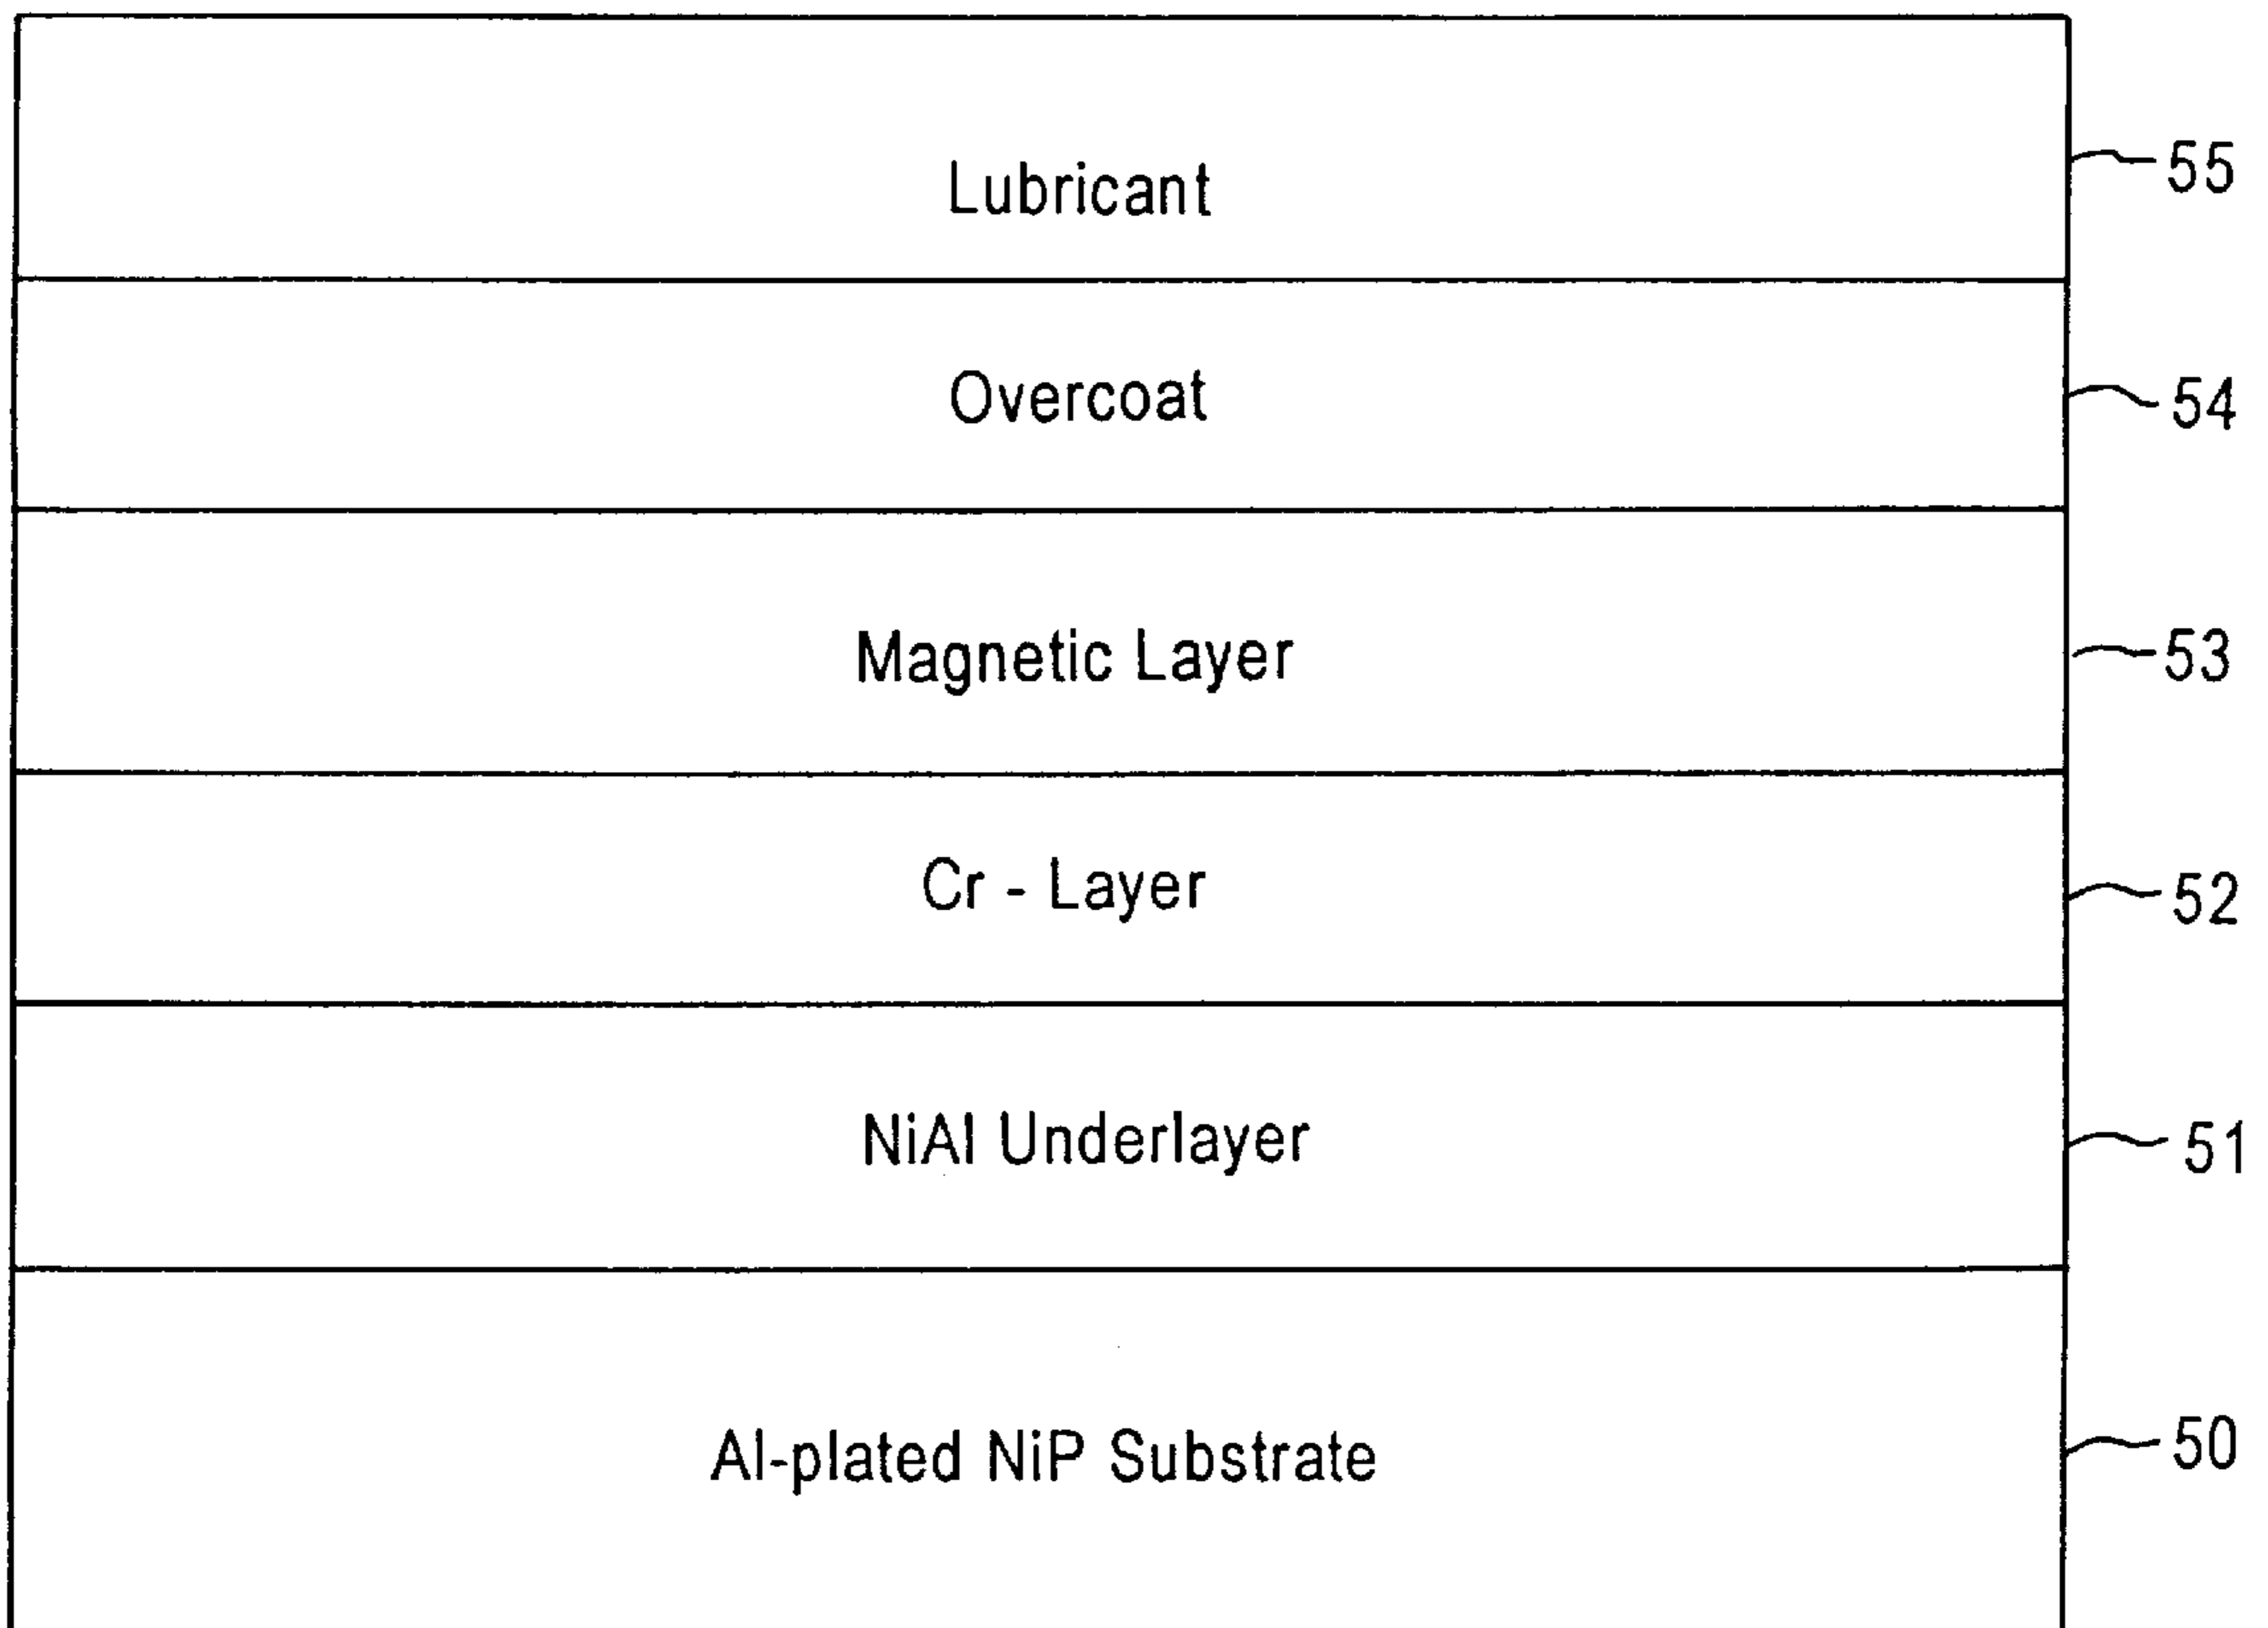 Lubricant 55
Overcoat 54
Magnetic Layer 53
Cr - Layer 52
NiAl Underlayer 51
Al-plated NiP Substrate 50